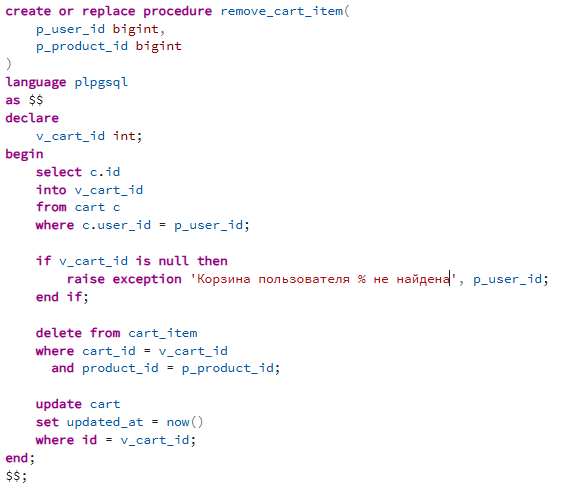 create or replace procedure remove_cart_item(
    p_user_id bigint,
    p_product_id bigint
)
language plpgsql
as $$
declare
    v_cart_id int;
begin
    select c.id
    into v_cart_id
    from cart c
    where c.user_id = p_user_id;

    if v_cart_id is null then
        raise exception 'Корзина пользователя % не найдена', p_user_id;
    end if;

    delete from cart_item
    where cart_id = v_cart_id
      and product_id = p_product_id;

    update cart
    set updated_at = now()
    where id = v_cart_id;
end;
$$;